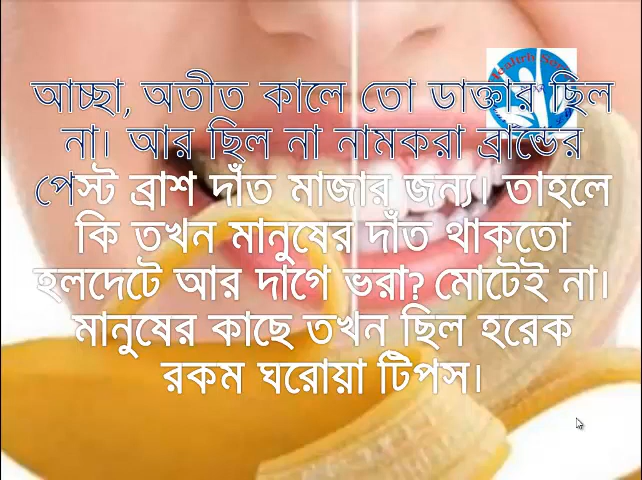 আচ্ছা, অতীত কালে তো ডাক্তার ছিল
না। আর ছিল না নামকরা ব্রান্ডের
পেস্ট ব্রাশ দাঁত মাজার জন্য। তাহলে
কি তখন মানুষের দাঁত থাকতো
হলদেটে আর দাগে ভরা? মোটেই না।
মানুষের কাছে তখন ছিল হরেক
রকম ঘরোয়া টিপস।